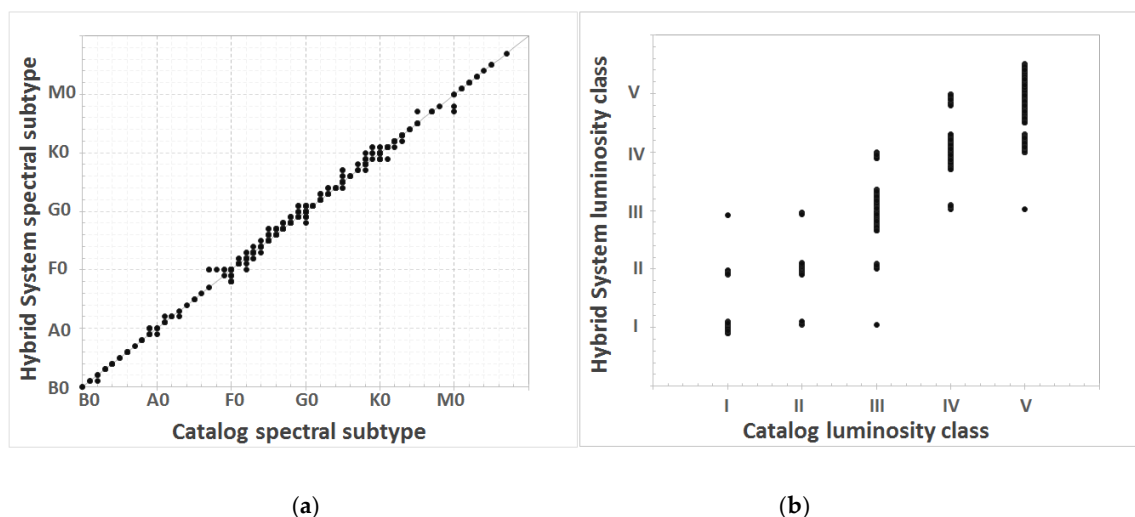 Hybrid System spectral subtype
M0
K0
G0
F0
A0
B0
B0 A0 F0 G0 K0 M0
Catalog spectral subtype
(a)
Hybrid System luminosity class
V
IV
III
II
I
I II III IV V
Catalog luminosity class
(b)